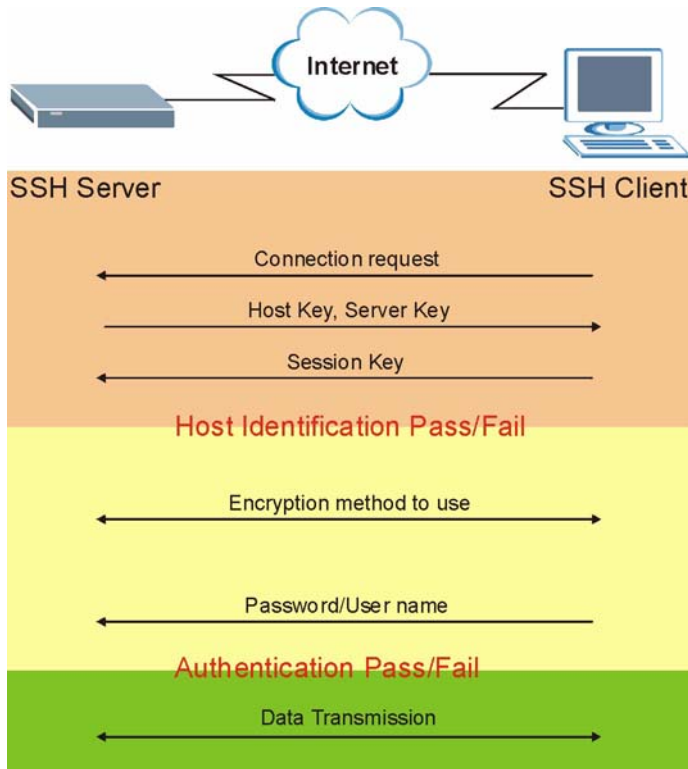 Internet
SSH Server
SSH Client
Connection request
Host Key, Server Key
Session Key
Host Identification Pass/Fail
Encryption method to use
Password/User name
Authentication Pass/Fail
Data Transmission